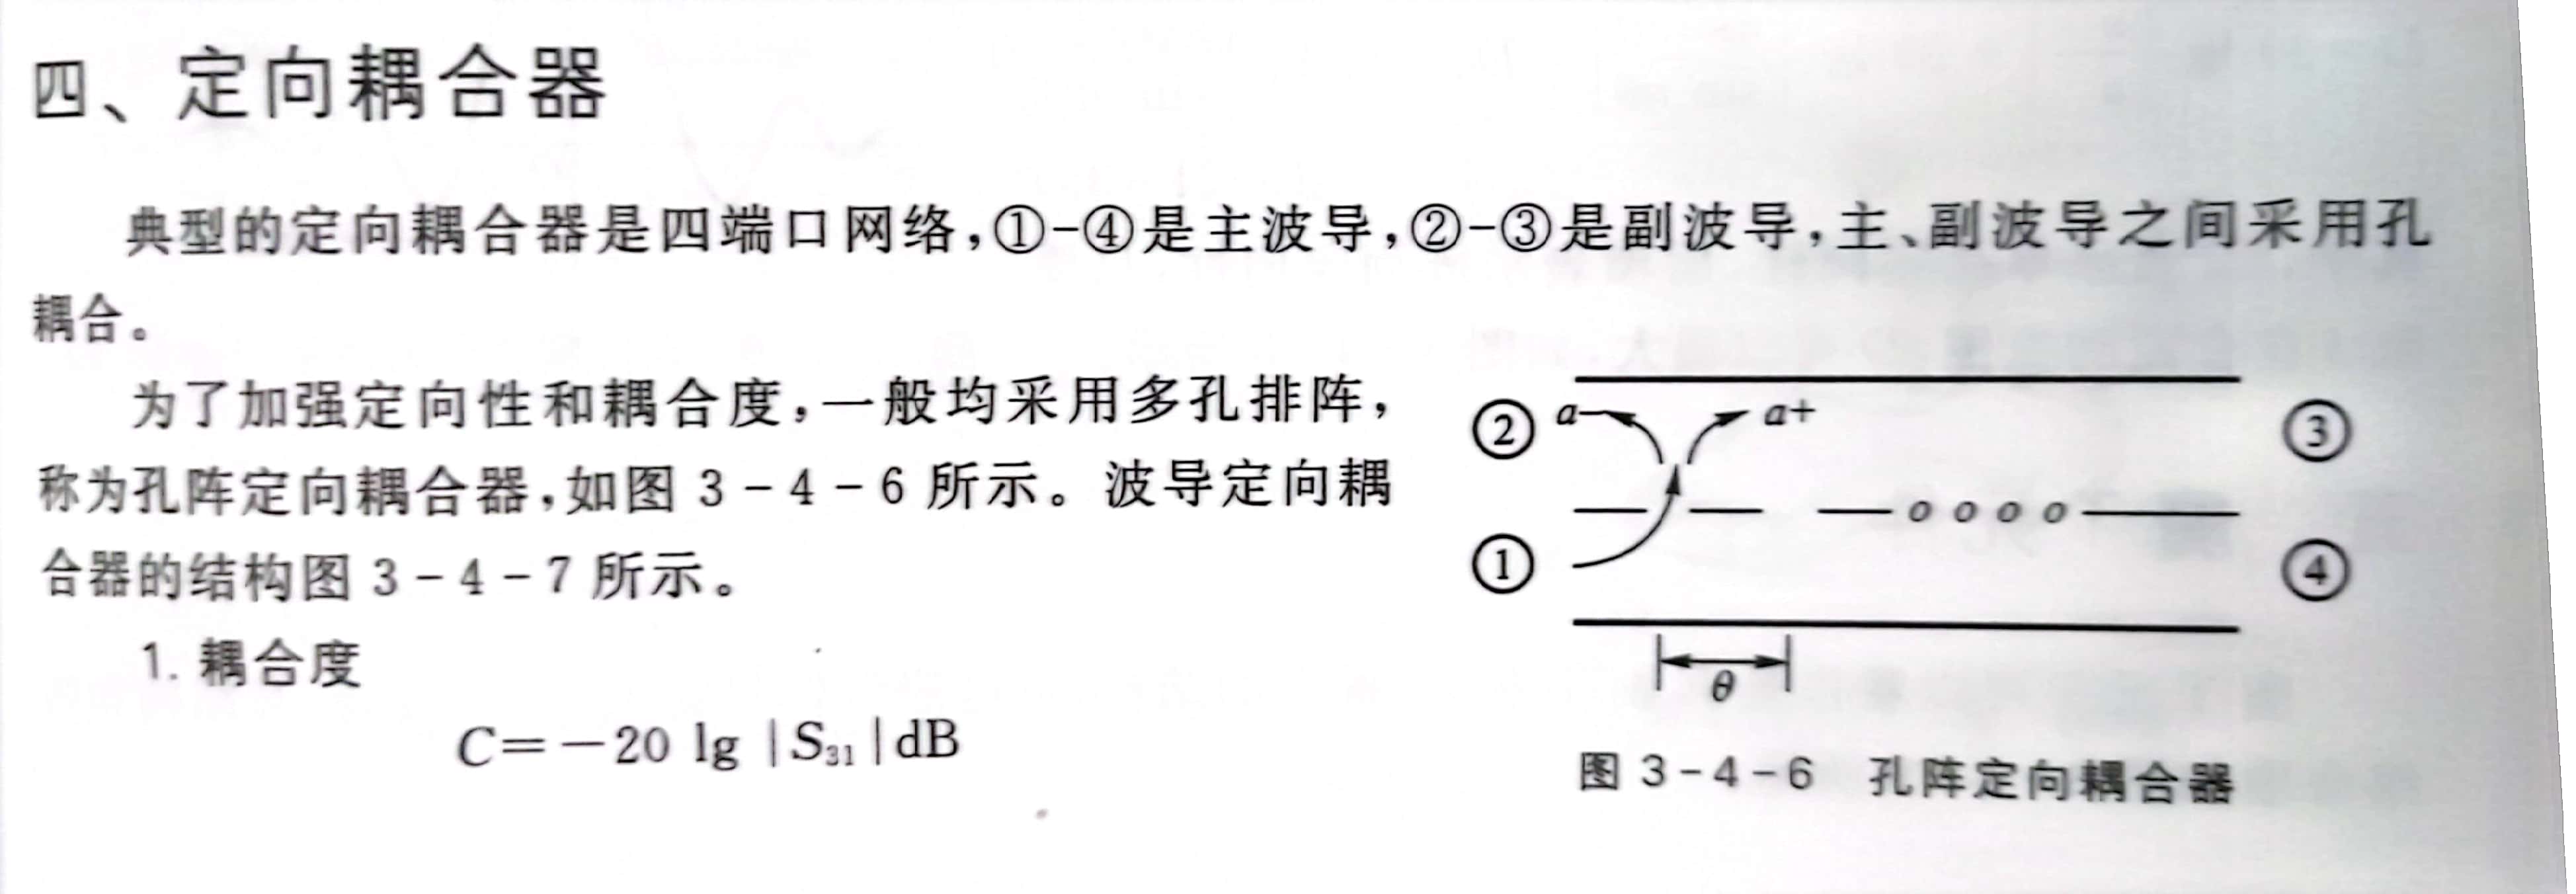 四、定向耦合器
典型的定向耦合器是四端口网络,①-④是主波导,②-③是副波导,主、副波导之间采用孔
耦合。
为了加强定向性和耦合度,一般均采用多孔排阵,
称为孔阵定向耦合器,如图 3-4-6 所示。波导定向耦
合器的结构图 3-4-7 所示。
1. 耦合度
C=-20 lg |S₃₁|dB
② a- a+ ③
o o o o
① ④
θ
图 3-4-6 孔阵定向耦合器